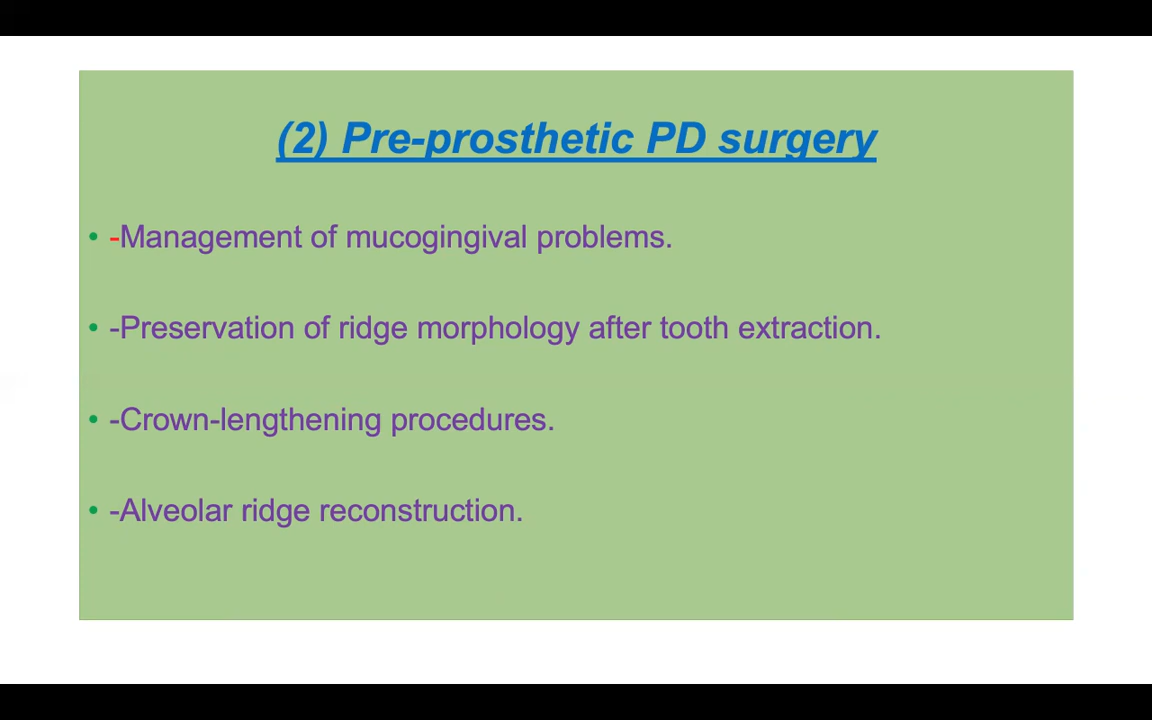 (2) Pre-prosthetic PD surgery
• -Management of mucogingival problems.
• -Preservation of ridge morphology after tooth extraction.
• -Crown-lengthening procedures.
• -Alveolar ridge reconstruction.